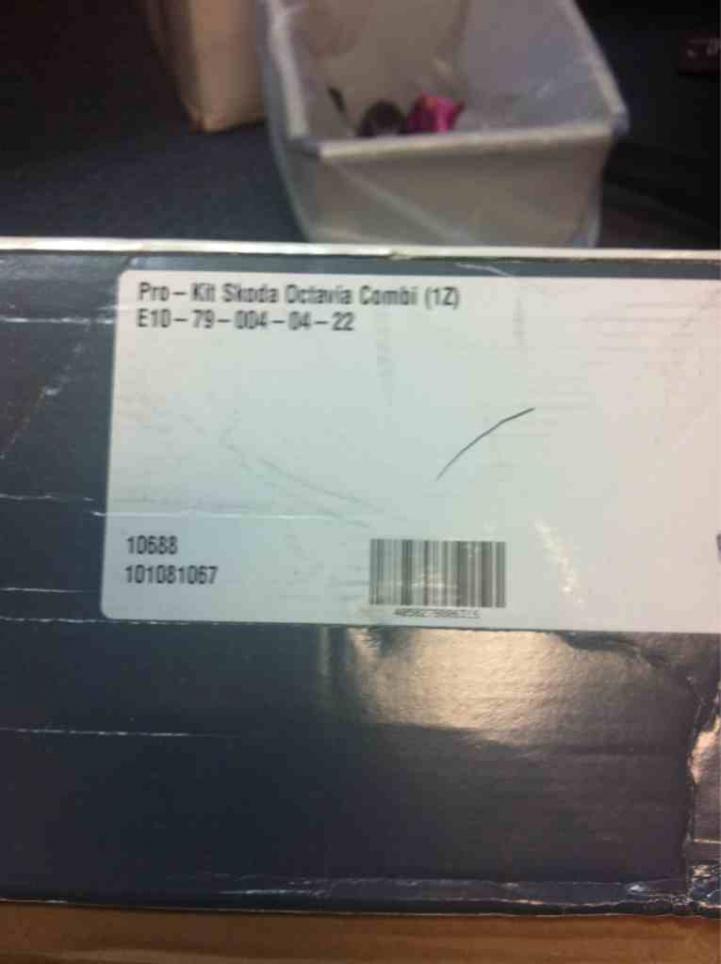 Pro – Kit Skoda Octavia Combi (1Z)
E10 – 79 – 004 – 04 – 22
10688
101081067